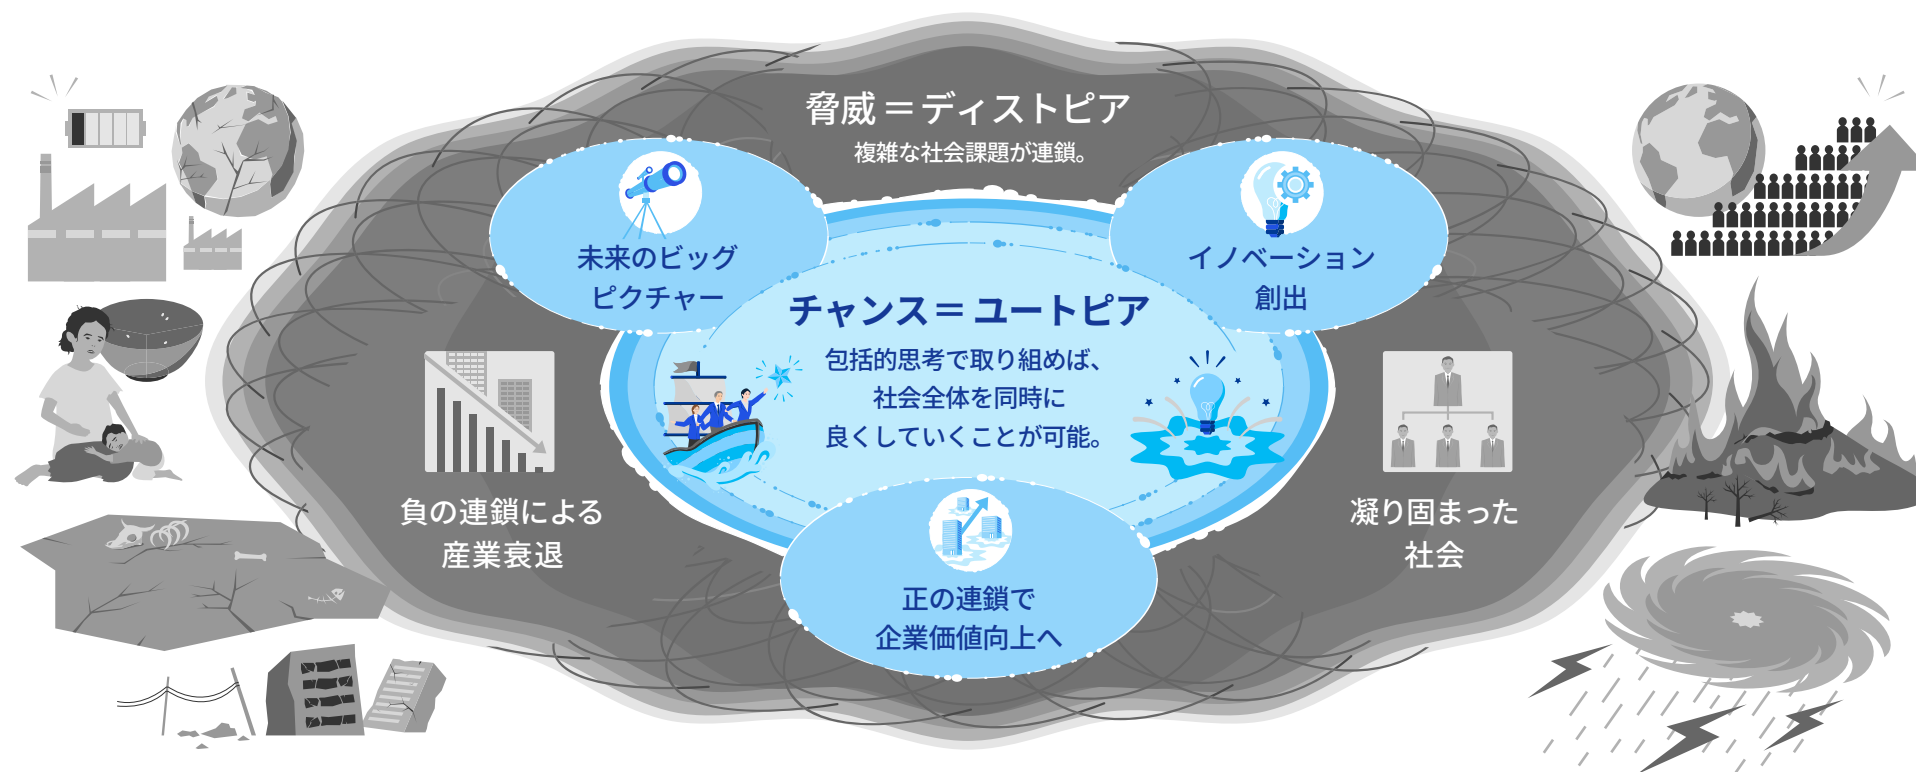 脅威＝ディストピア
複雑な社会課題が連鎖。
未来のビッグ
ピクチャー
イノベーション
創出
チャンス＝ユートピア
包括的思考で取り組めば、
社会全体を同時に
良くしていくことが可能。
負の連鎖による
産業衰退
凝り固まった
社会
正の連鎖で
企業価値向上へ